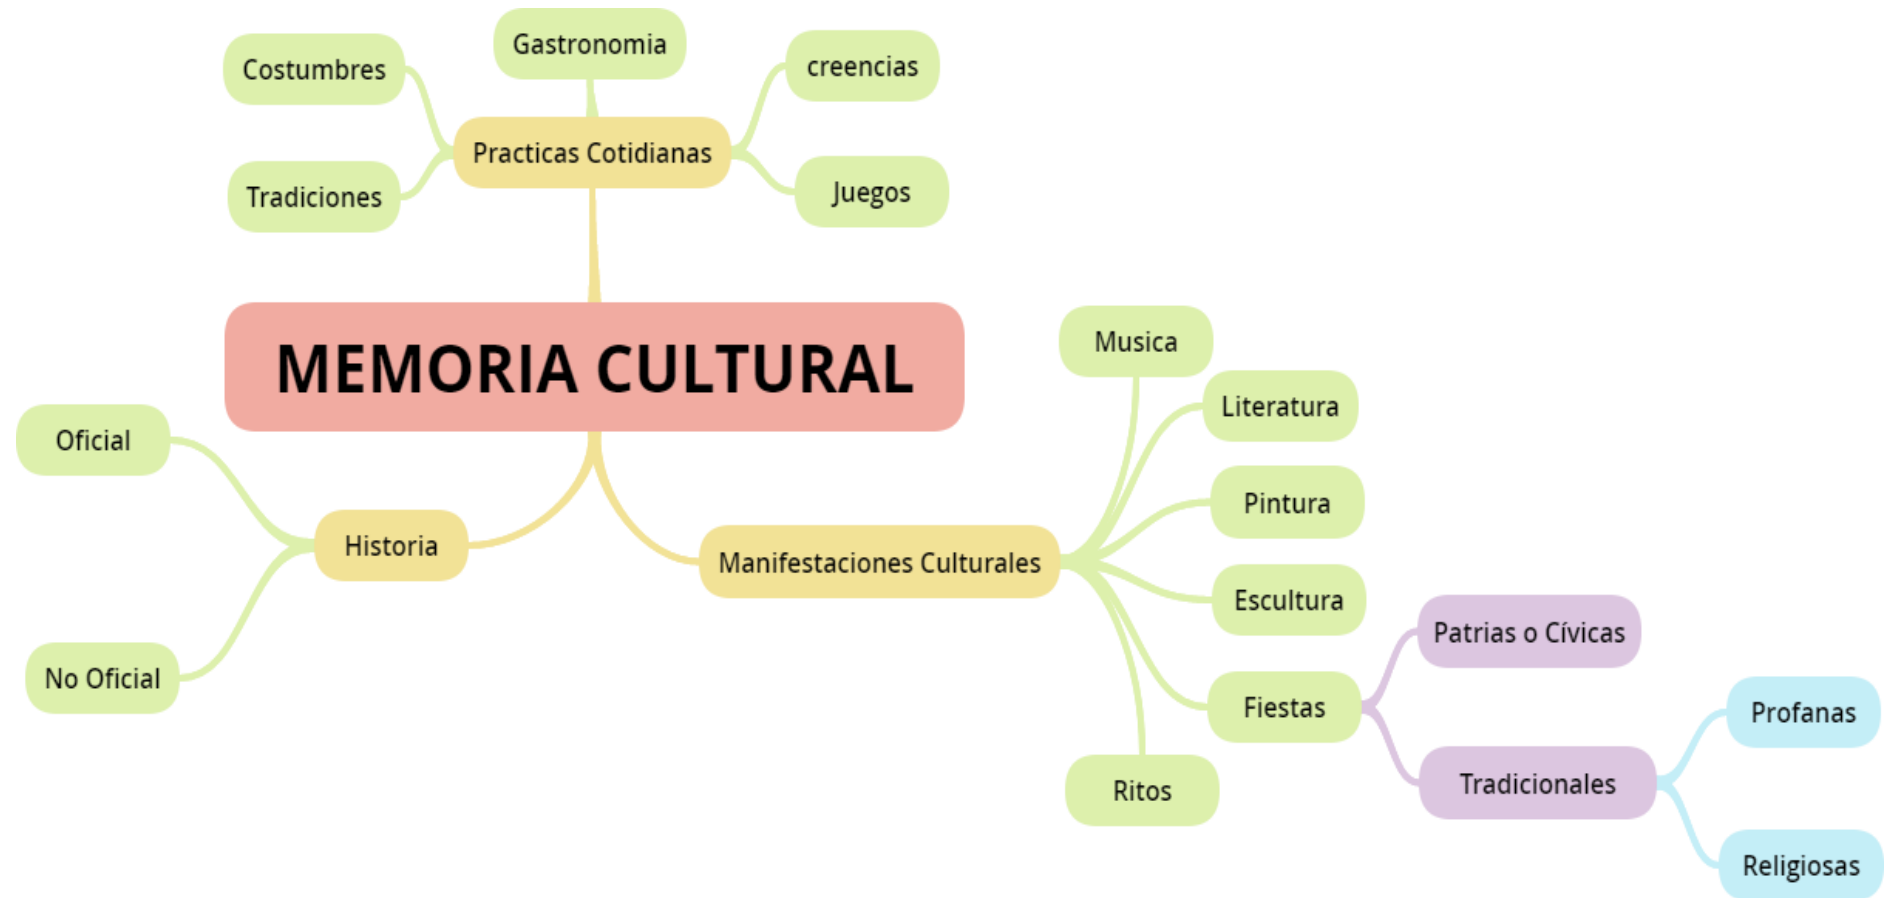 Gastronomia
Costumbres
creencias
Practicas Cotidianas
Tradiciones
Juegos
MEMORIA CULTURAL
Musica
Literatura
Oficial
Pintura
Historia
Manifestaciones Culturales
Escultura
Patrias o Cívicas
No Oficial
Fiestas
Profanas
Tradicionales
Ritos
Religiosas